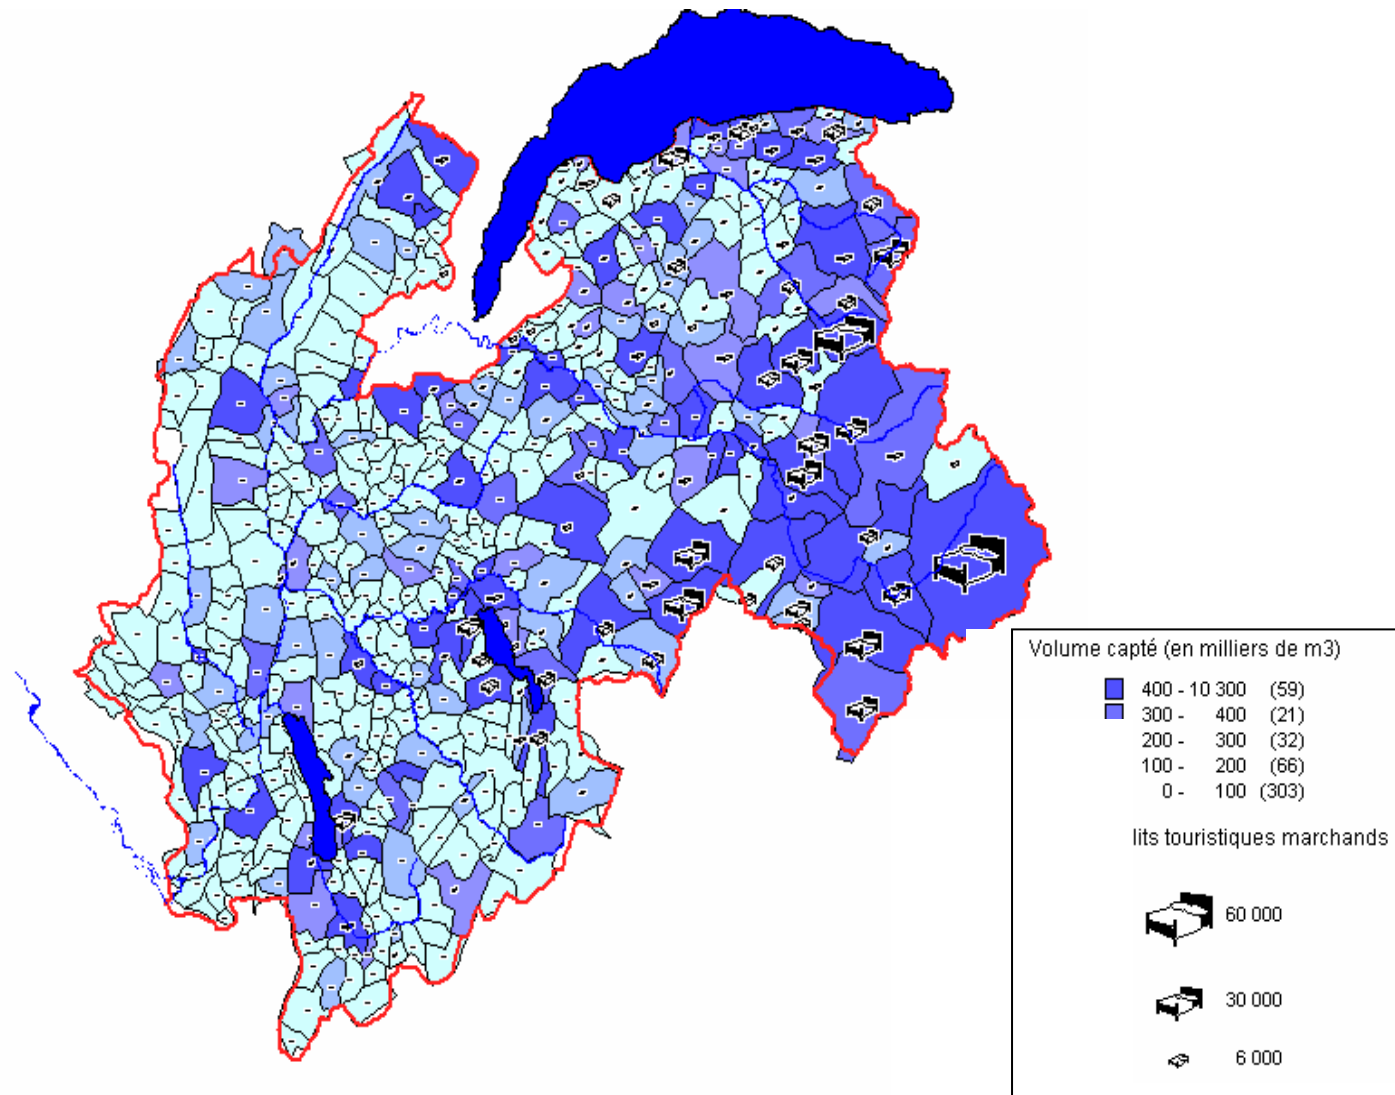 Volume capté (en milliers de m3)
400 - 10 300 (59)
300 - 400 (21)
200 - 300 (32)
100 - 200 (66)
0 - 100 (303)
lits touristiques marchands
60 000
30 000
6 000